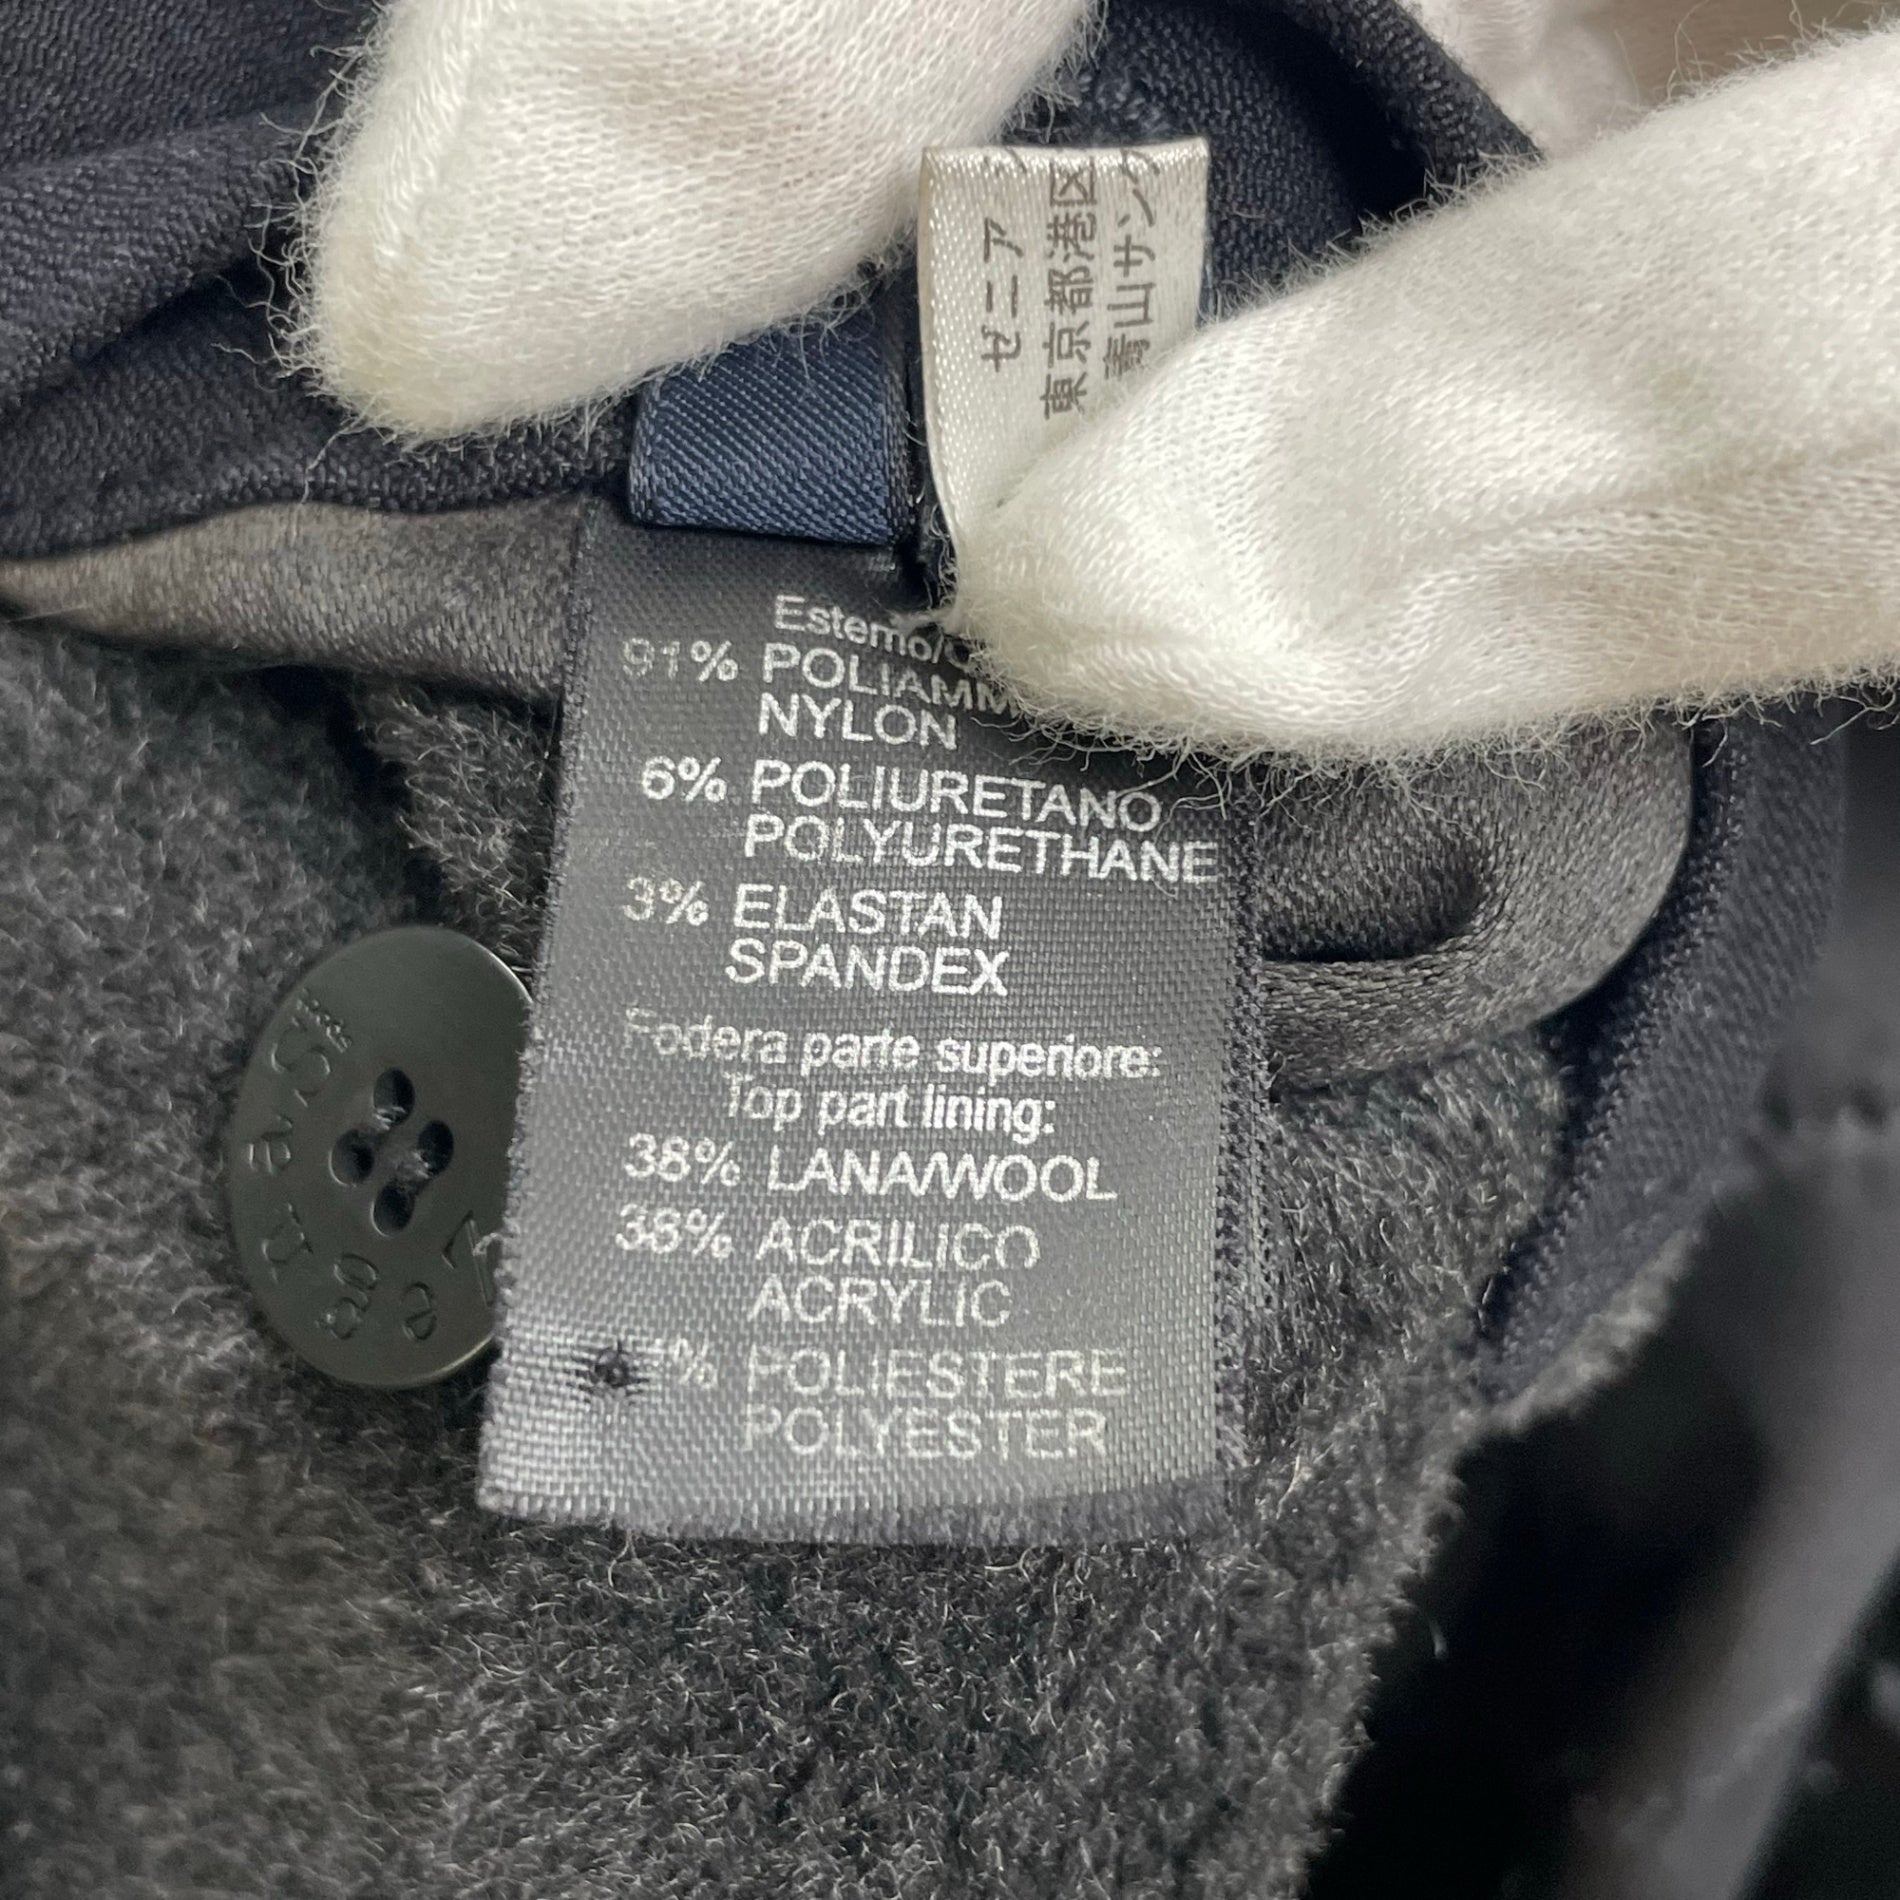 ゼニア
東京都港区
青山サン
91% POLIAMM
NYLON
6% POLIURETANO
POLYURETHANE
3% ELASTAN
SPANDEX
Fodera parte superiore:
Top part lining:
38% LANA/WOOL
38% ACRILICO
ACRYLIC
% POLIESTERE
POLYESTER